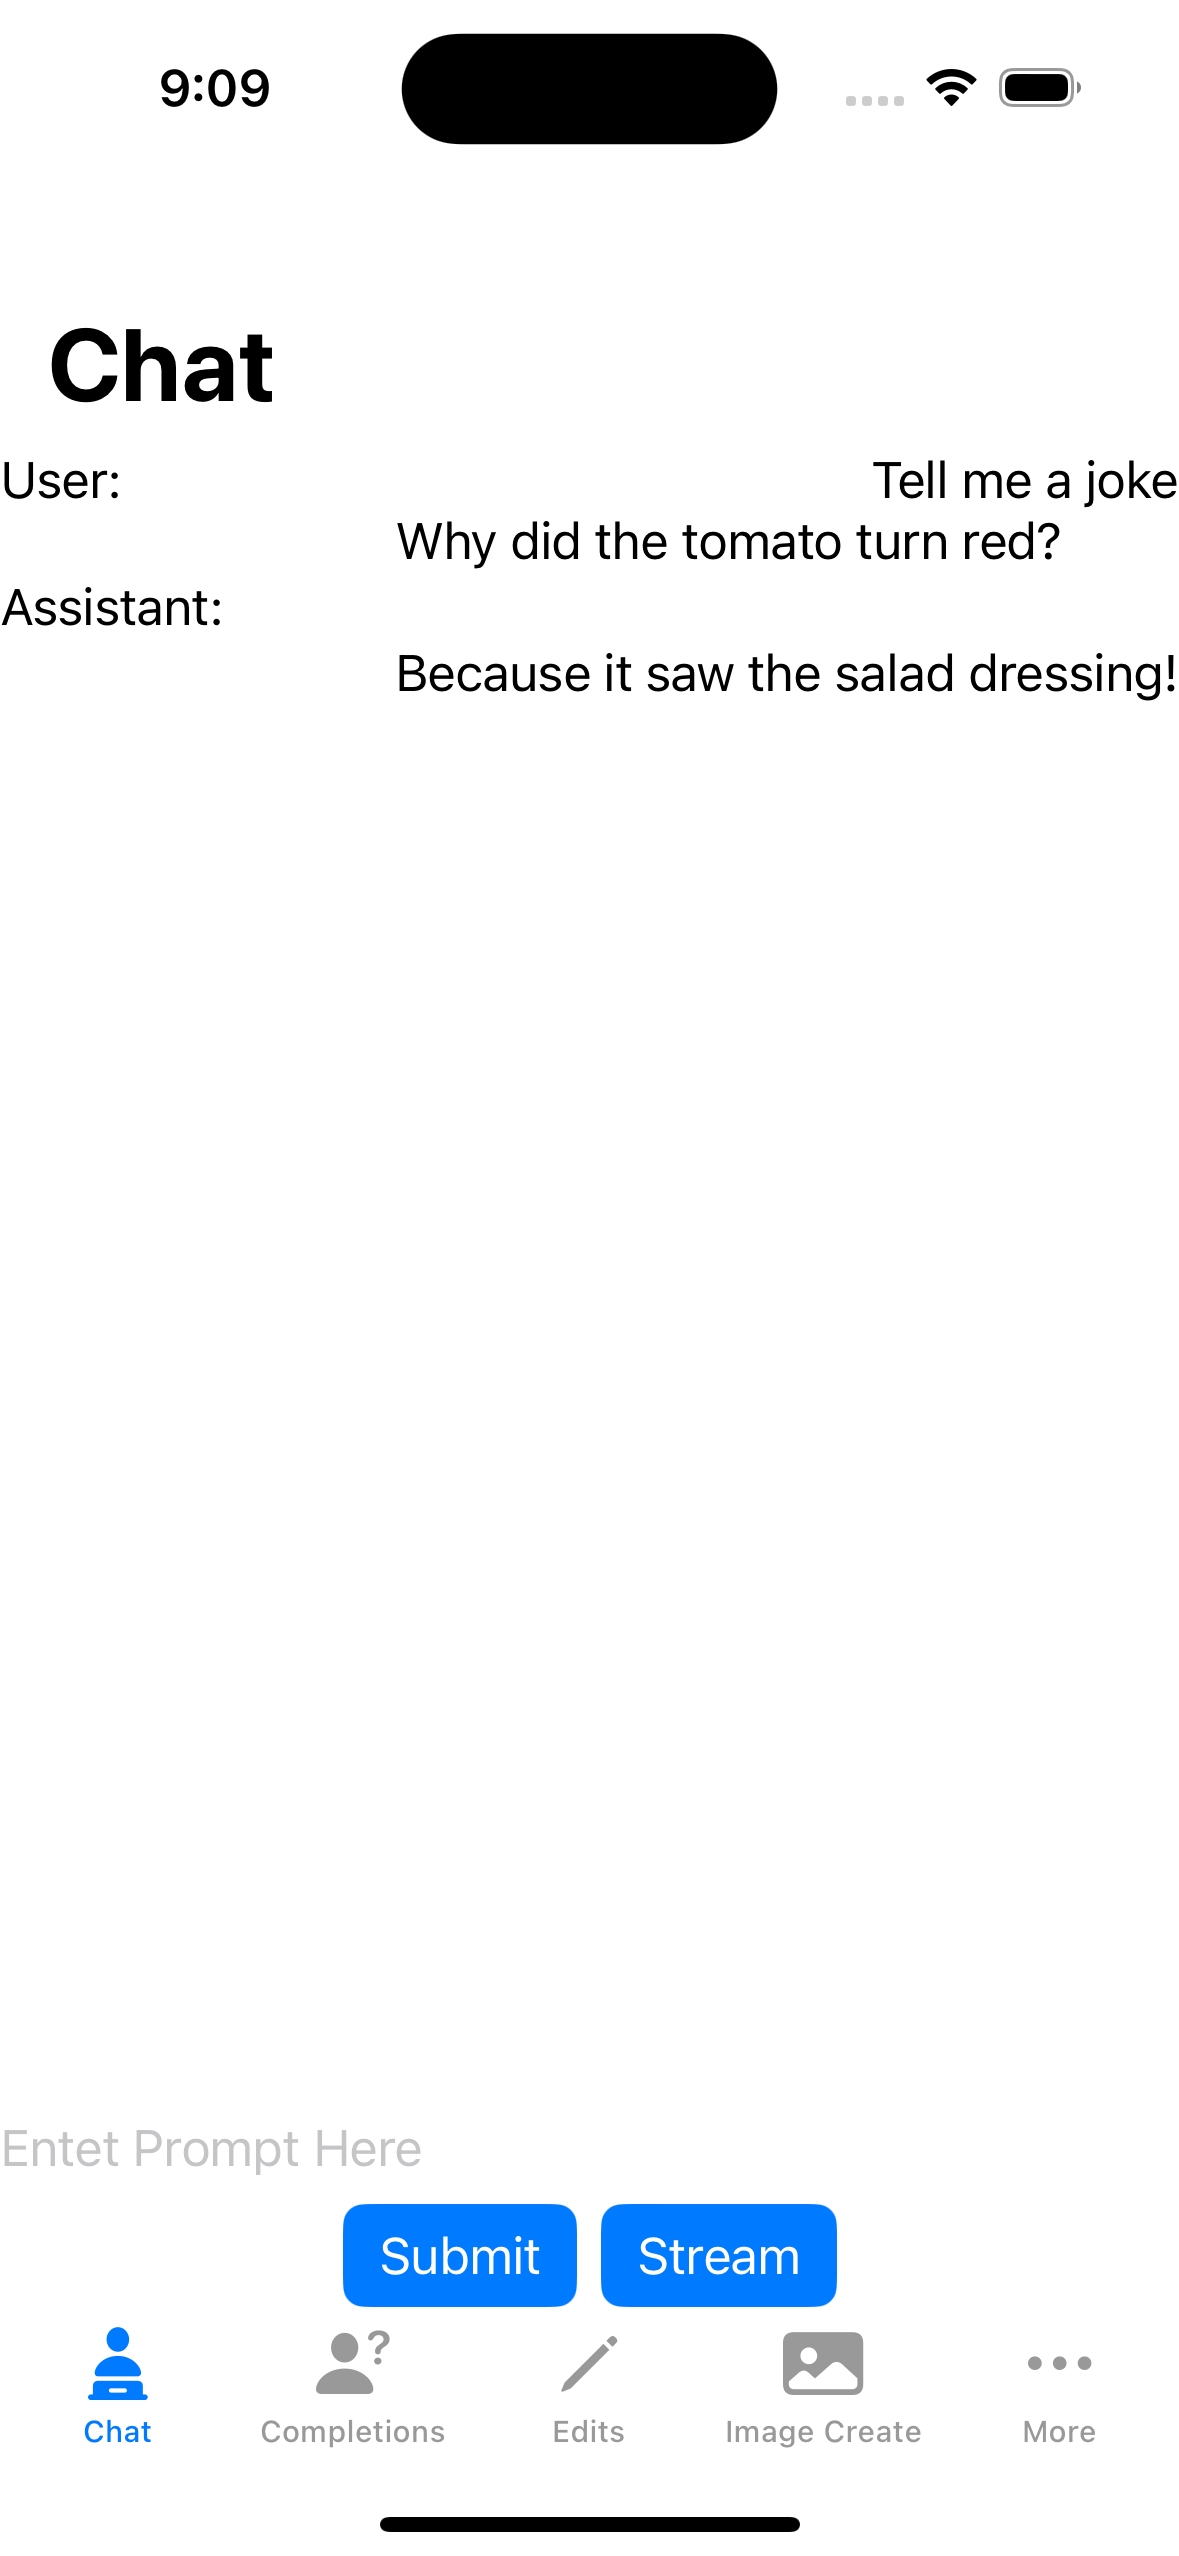 9:09
Chat
User: Tell me a joke
Why did the tomato turn red?
Assistant:
Because it saw the salad dressing!
Entet Prompt Here
Submit Stream
Chat Completions Edits Image Create More